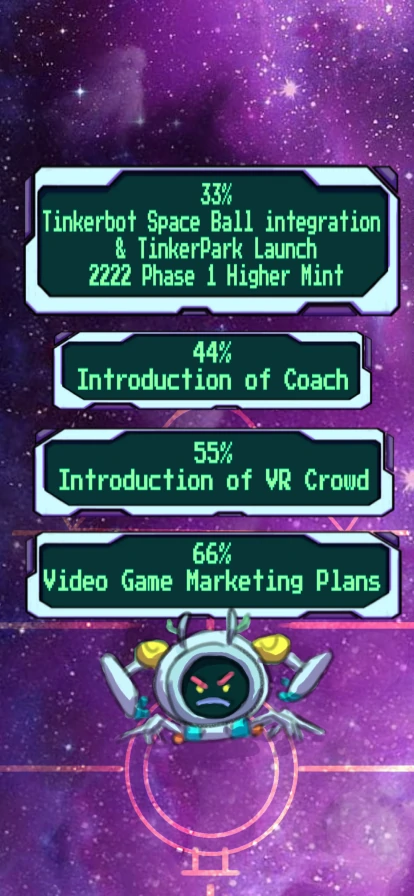 33%
Tinkerbot Space Ball integration
& TinkerPark Launch
2222 Phase 1 Higher Mint
44%
Introduction of Coach
55%
Introduction of VR Crowd
66%
Video Game Marketing Plans